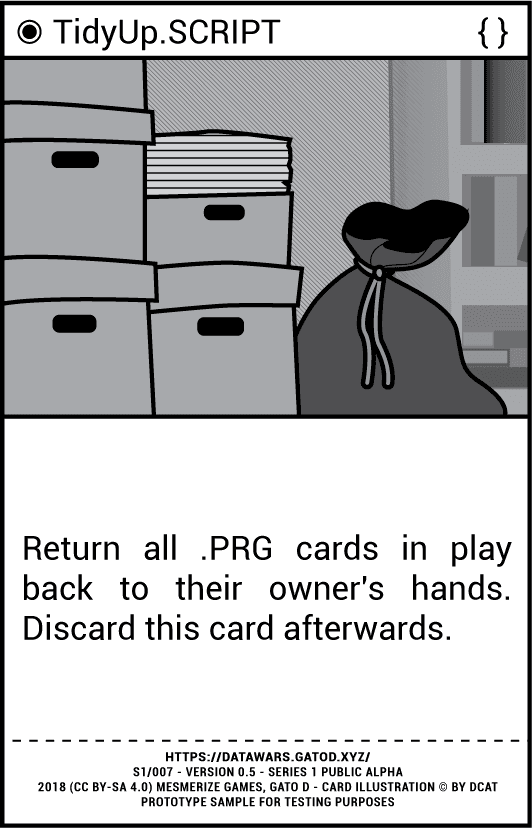 TidyUp.SCRIPT { }
Return all .PRG cards in play
back to their owner's hands.
Discard this card afterwards.
HTTPS://DATAWARS.GATOD.XYZ/
S1/007 - VERSION 0.5 - SERIES 1 PUBLIC ALPHA
2018 (CC BY-SA 4.0) MESMERIZE GAMES, GATO D - CARD ILLUSTRATION © BY DCAT
PROTOTYPE SAMPLE FOR TESTING PURPOSES